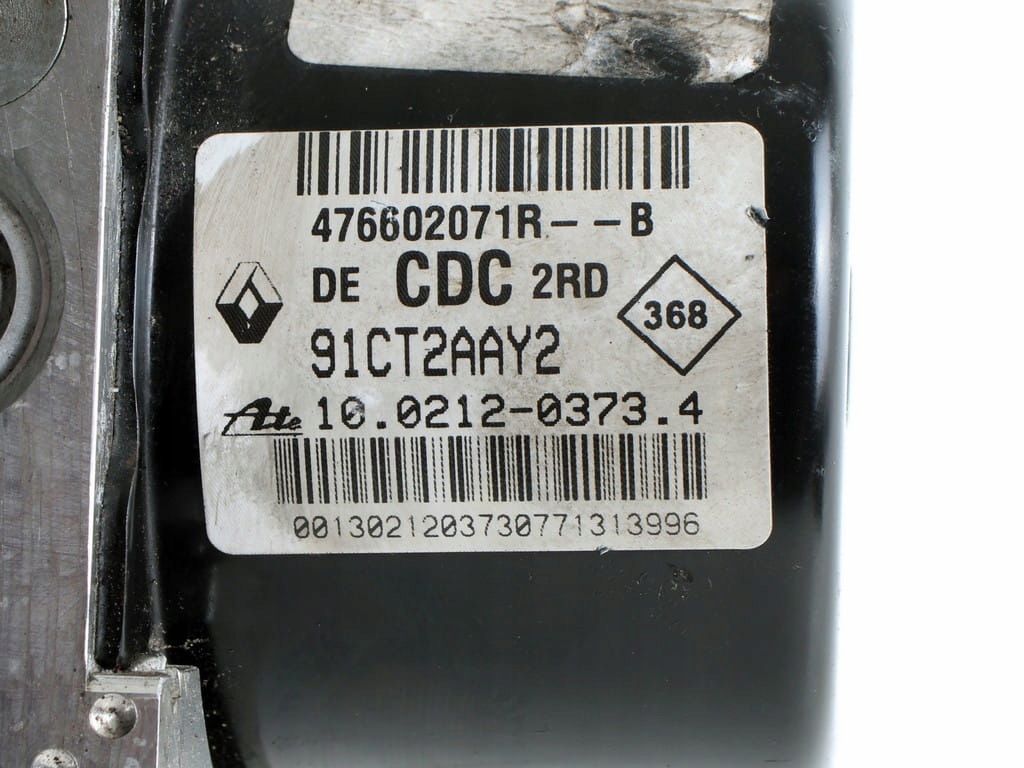 476602071R--B
DE CDC 2RD
368
91CT2AAY2
Ate 10.0212-0373.4
0013021203730771313996